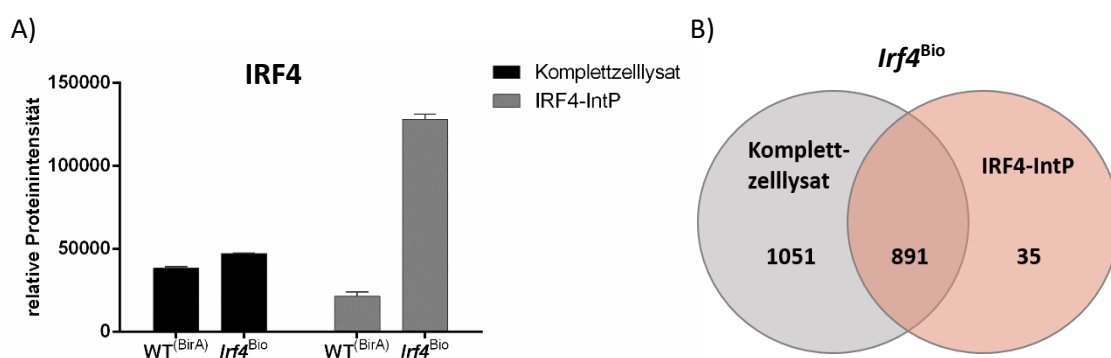 A)
IRF4
relative Proteinintensität
150000
100000
50000
0
WT(BirA)
Irf4Bio
WT(BirA)
Irf4Bio
Komplettzelllysat
IRF4-IntP
B)
Irf4Bio
Komplett-
zelllysat
IRF4-IntP
1051
891
35